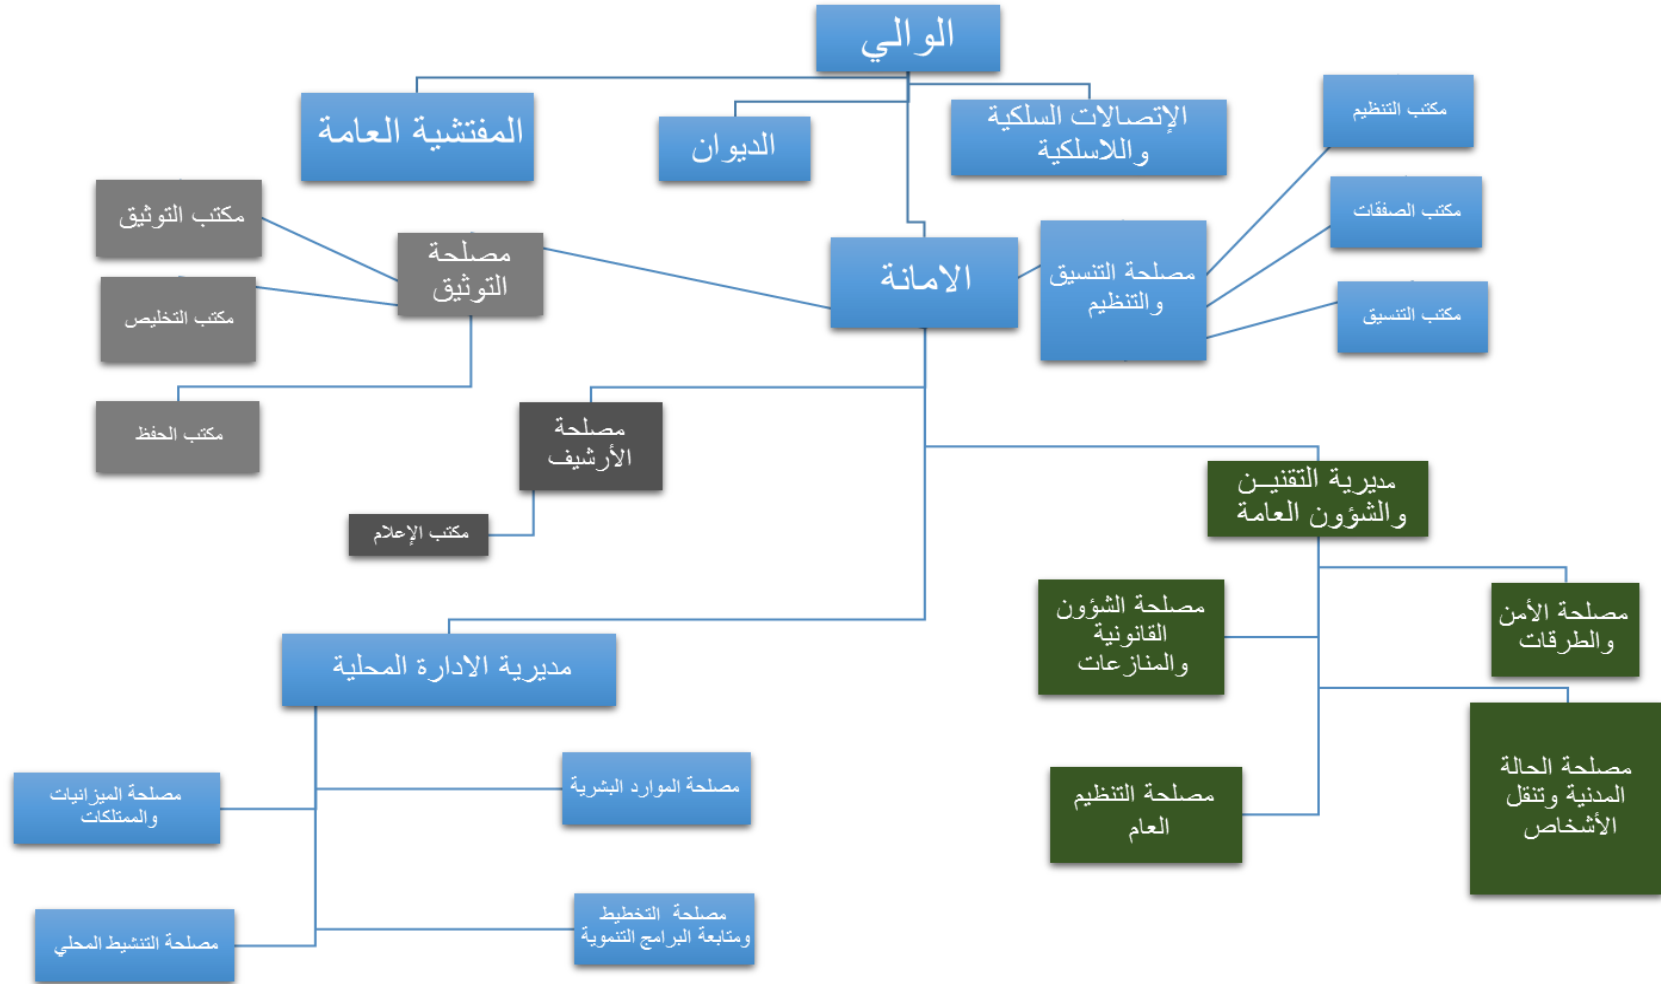 الوالي
المفتشية العامة
الديوان
الإتصالات السلكية
واللاسلكية
مكتب التنظيم
مكتب الصفقات
مكتب التنسيق
مصلحة التنسيق
والتنظيم
الامانة
مصلحة
التوثيق
مكتب التوثيق
مكتب التخليص
مكتب الحفظ
مصلحة
الأرشيف
مكتب الإعلام
مديرية التقنيـن
والشؤون العامة
مصلحة الأمن
والطرقات
مصلحة الشؤون
القانونية
والمنازعات
مصلحة الحالة
المدنية وتنقل
الأشخاص
مصلحة التنظيم
العام
مديرية الادارة المحلية
مصلحة الموارد البشرية
مصلحة الميزانيات
والممتلكات
مصلحة التخطيط
ومتابعة البرامج التنموية
مصلحة التنشيط المحلي